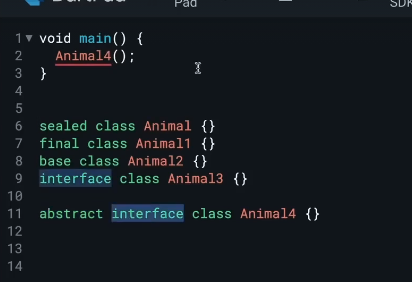 Pad
SDK
1 void main() {
2 Animal4();
3 }
4
5
6 sealed class Animal {}
7 final class Animal1 {}
8 base class Animal2 {}
9 interface class Animal3 {}
10
11 abstract interface class Animal4 {}
12
13
14